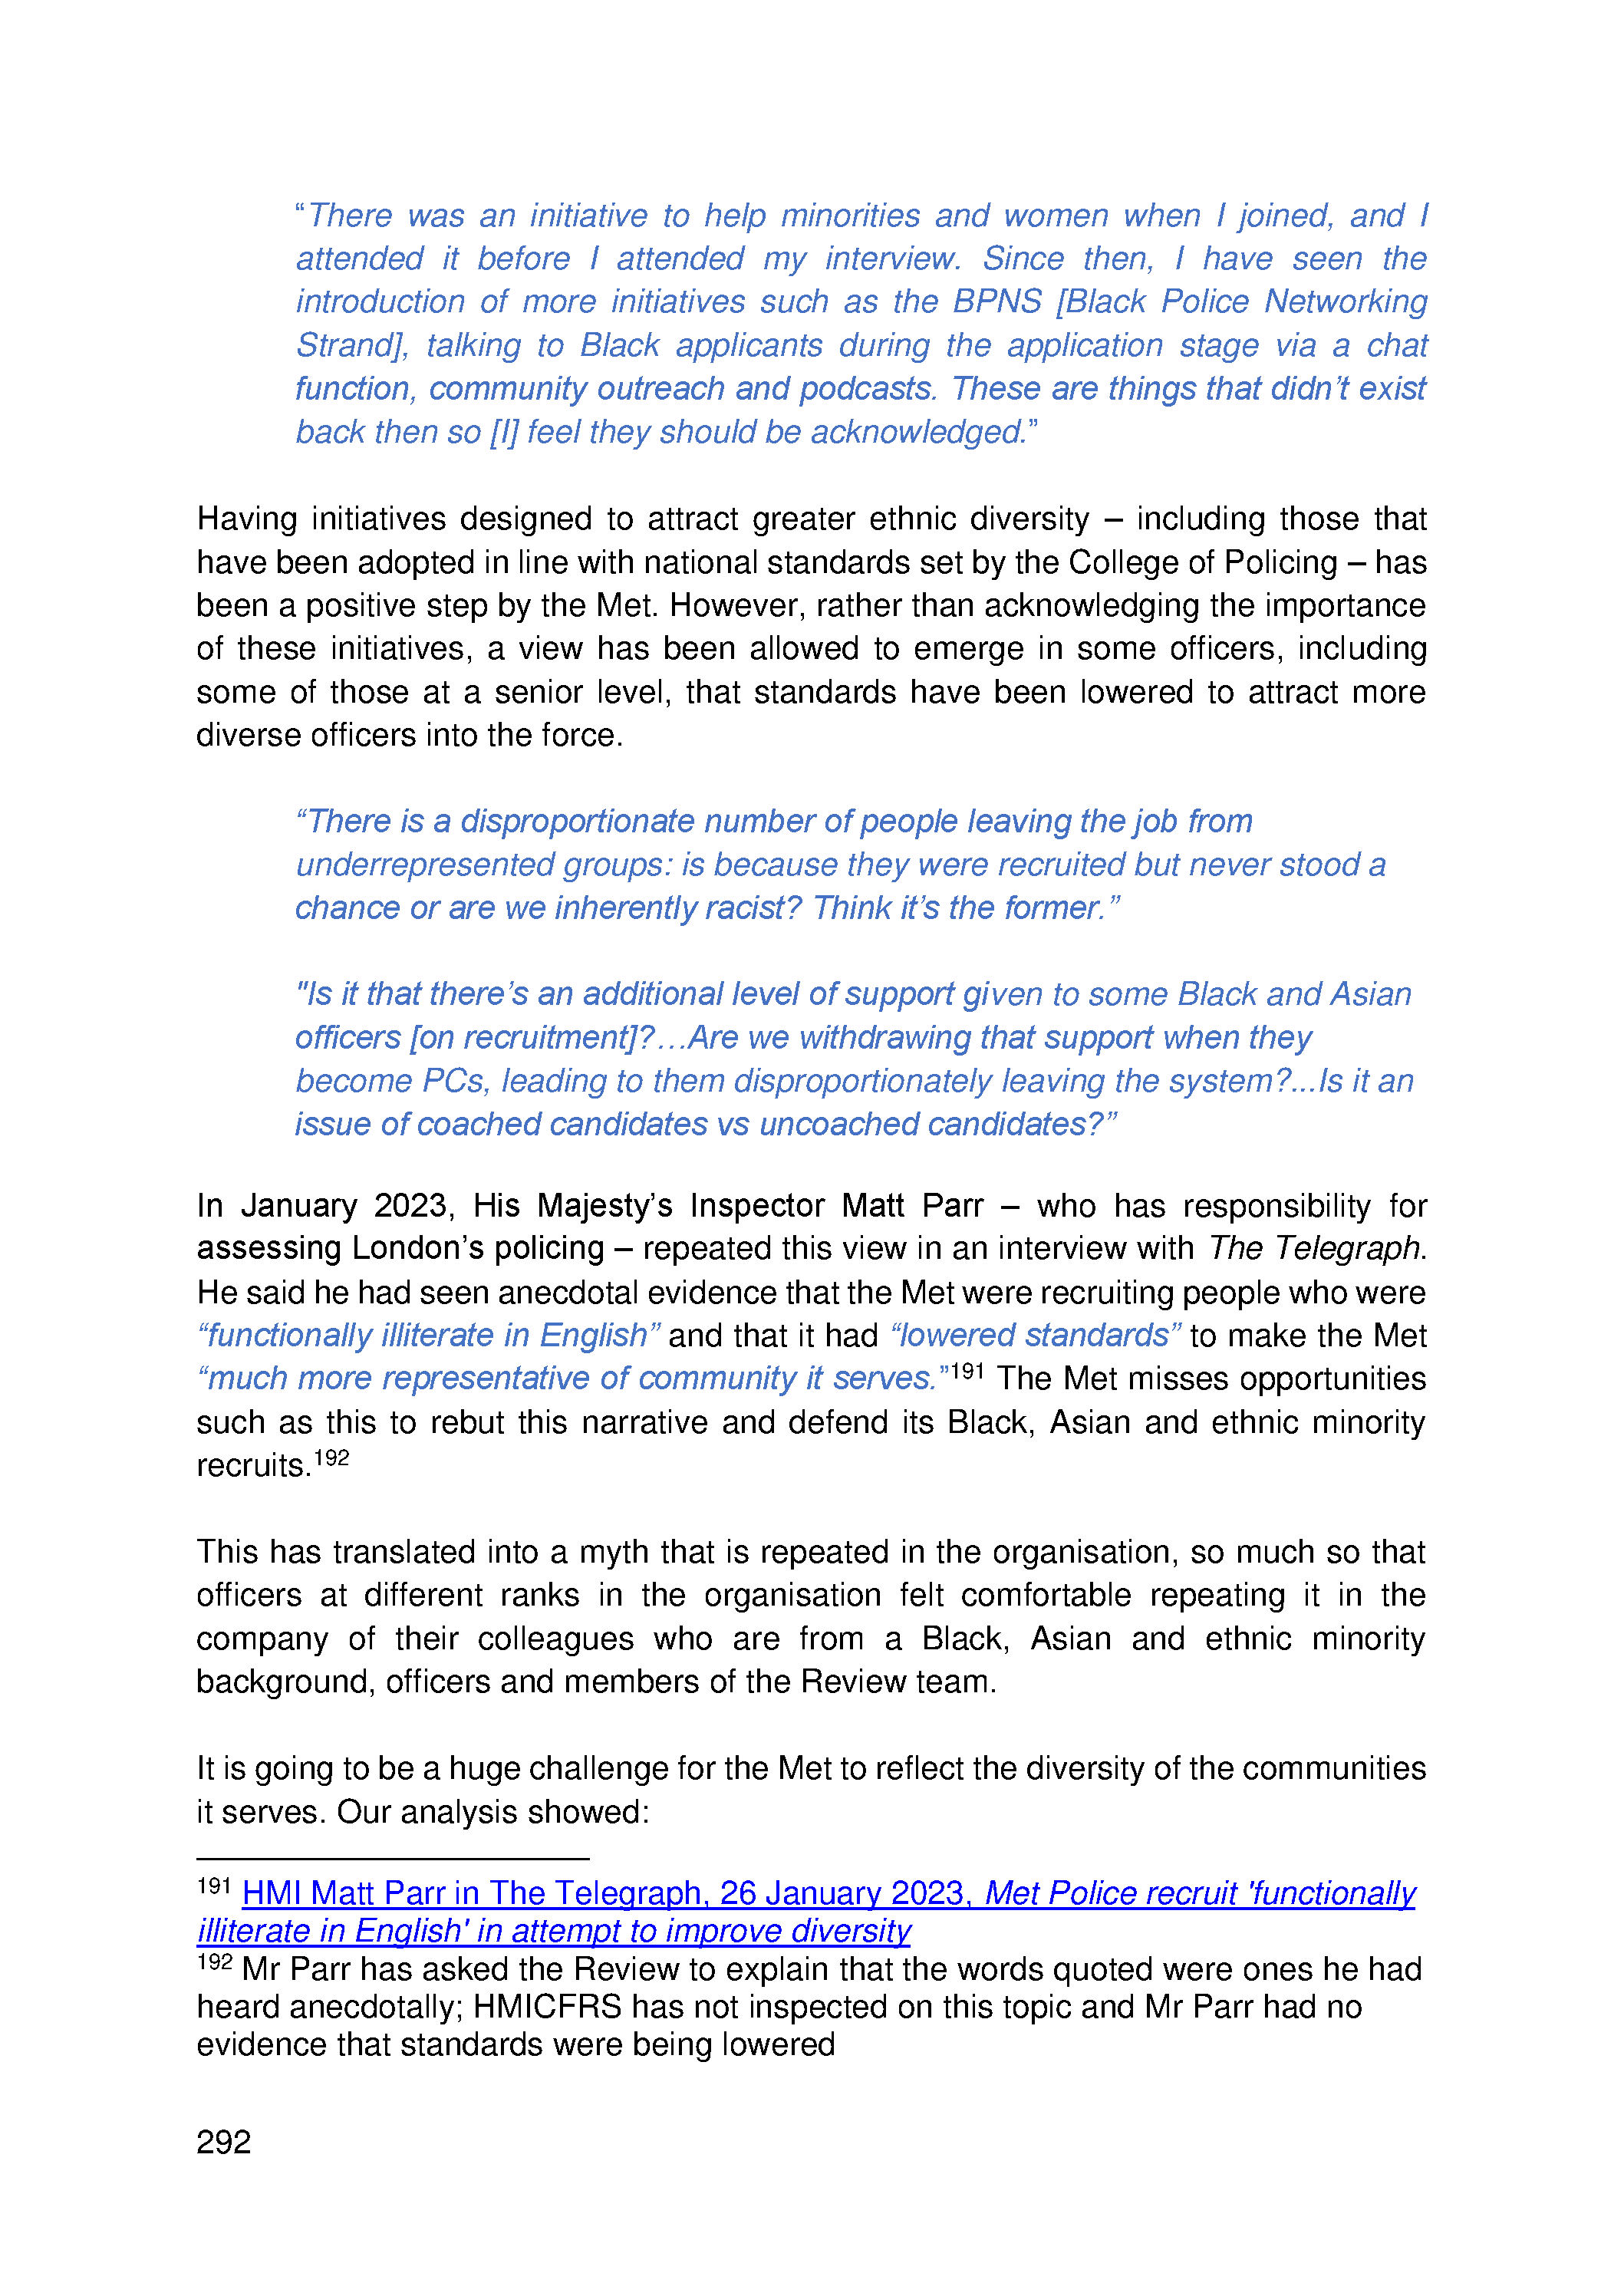 “There was an initiative to help minorities and women when I joined, and I
attended it before I attended my interview. Since then, I have seen the
introduction of more initiatives such as the BPNS [Black Police Networking
Strand], talking to Black applicants during the application stage via a chat
function, community outreach and podcasts. These are things that didn’t exist
back then so [I] feel they should be acknowledged.”
Having initiatives designed to attract greater ethnic diversity – including those that
have been adopted in line with national standards set by the College of Policing – has
been a positive step by the Met. However, rather than acknowledging the importance
of these initiatives, a view has been allowed to emerge in some officers, including
some of those at a senior level, that standards have been lowered to attract more
diverse officers into the force.
“There is a disproportionate number of people leaving the job from
underrepresented groups: is because they were recruited but never stood a
chance or are we inherently racist? Think it’s the former.”
"Is it that there’s an additional level of support given to some Black and Asian
officers [on recruitment]?…Are we withdrawing that support when they
become PCs, leading to them disproportionately leaving the system?...Is it an
issue of coached candidates vs uncoached candidates?”
In January 2023, His Majesty’s Inspector Matt Parr – who has responsibility for
assessing London’s policing – repeated this view in an interview with The Telegraph.
He said he had seen anecdotal evidence that the Met were recruiting people who were
“functionally illiterate in English” and that it had “lowered standards” to make the Met
“much more representative of community it serves.”191 The Met misses opportunities
such as this to rebut this narrative and defend its Black, Asian and ethnic minority
recruits.192
This has translated into a myth that is repeated in the organisation, so much so that
officers at different ranks in the organisation felt comfortable repeating it in the
company of their colleagues who are from a Black, Asian and ethnic minority
background, officers and members of the Review team.
It is going to be a huge challenge for the Met to reflect the diversity of the communities
it serves. Our analysis showed:
191 HMI Matt Parr in The Telegraph, 26 January 2023, Met Police recruit 'functionally
illiterate in English' in attempt to improve diversity
192 Mr Parr has asked the Review to explain that the words quoted were ones he had
heard anecdotally; HMICFRS has not inspected on this topic and Mr Parr had no
evidence that standards were being lowered
292